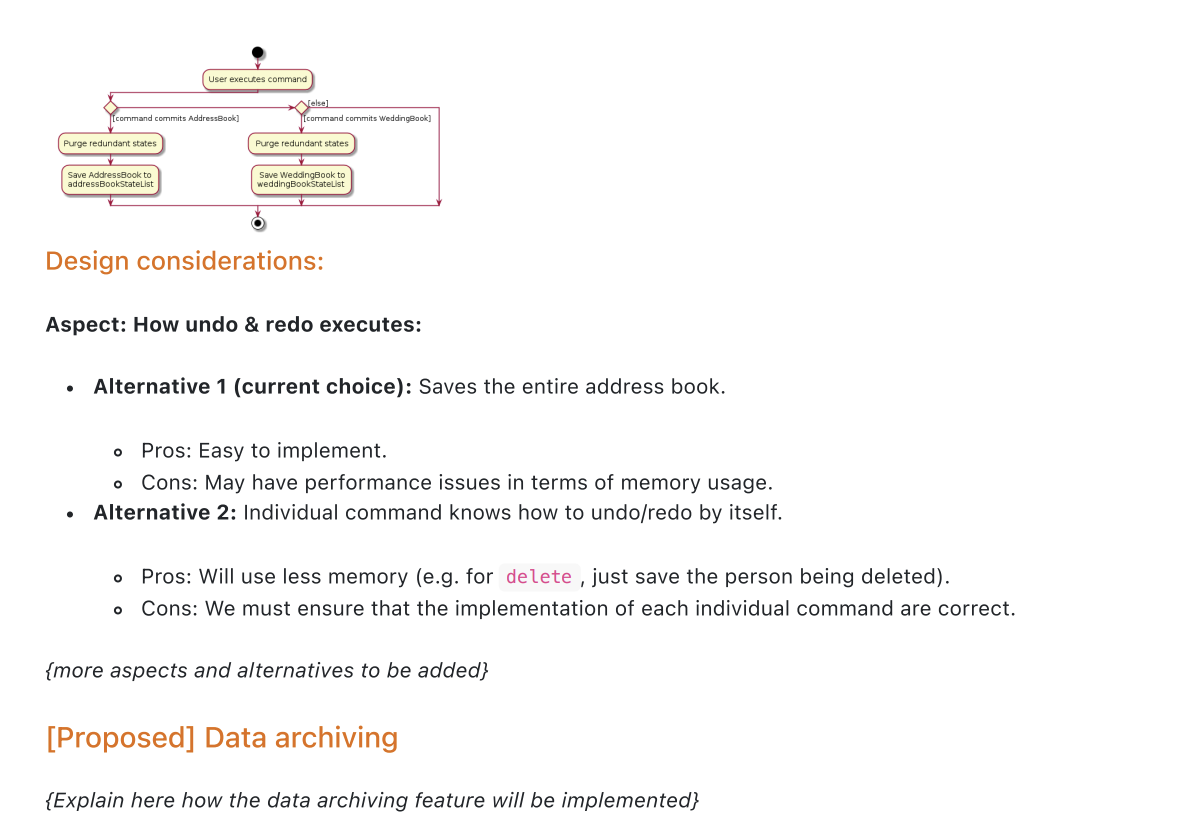 User executes command
[else]
[command commits AddressBook]
[command commits WeddingBook]
Purge redundant states
Purge redundant states
Save AddressBook to
addressBookStateList
Save WeddingBook to
weddingBookStateList
Design considerations:
Aspect: How undo & redo executes:
• Alternative 1 (current choice): Saves the entire address book.
Pros: Easy to implement.
Cons: May have performance issues in terms of memory usage.
• Alternative 2: Individual command knows how to undo/redo by itself.
Pros: Will use less memory (e.g. for delete, just save the person being deleted).
Cons: We must ensure that the implementation of each individual command are correct.
{more aspects and alternatives to be added}
[Proposed] Data archiving
{Explain here how the data archiving feature will be implemented}